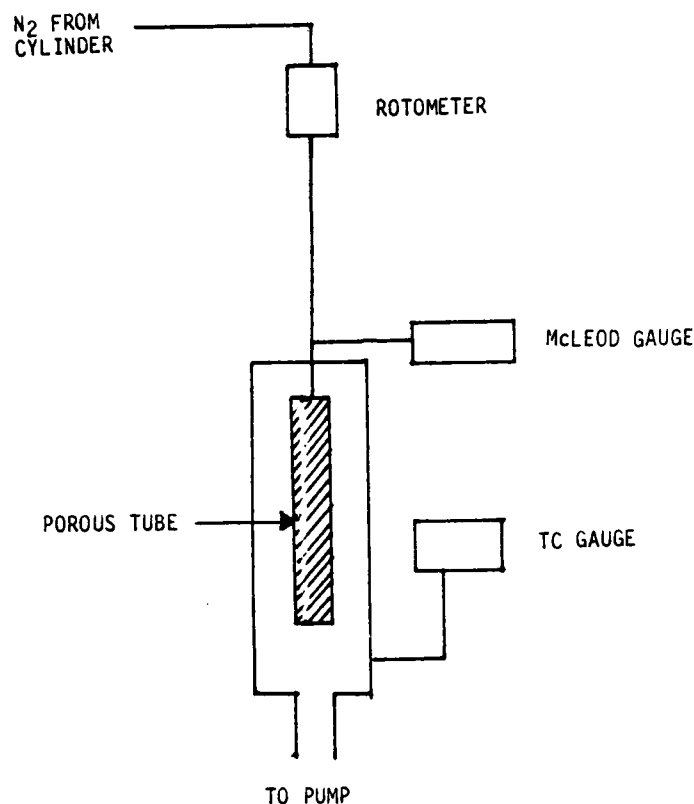 N2 FROM
CYLINDER
ROTOMETER
McLEOD GAUGE
POROUS TUBE
TC GAUGE
TO PUMP